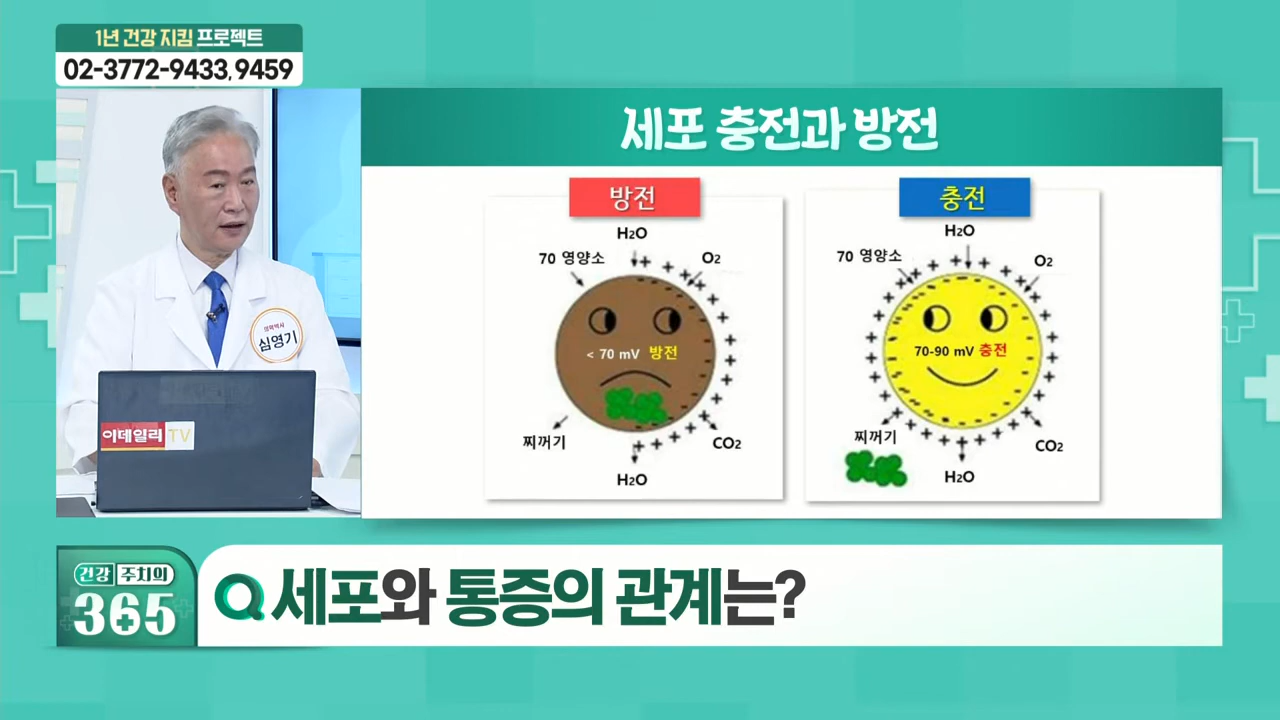 1년 건강 지킴 프로젝트
02-3772-9433, 9459
의학박사
심영기
이데일리 TV
세포 충전과 방전
방전
H2O
70 영양소
O2
< 70 mV 방전
찌꺼기
CO2
H2O
충전
H2O
70 영양소
O2
70-90 mV 충전
찌꺼기
CO2
H2O
건강 주치의
365
Q 세포와 통증의 관계는?